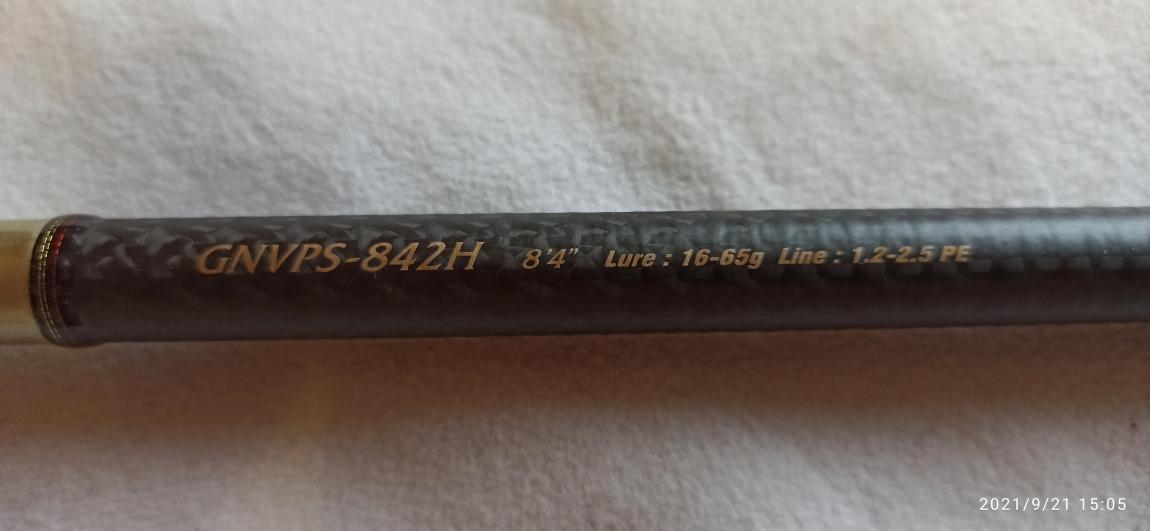 GNVPS-842H 8'4" Lure : 16-65g Line : 1.2-2.5 PE
2021/9/21 15:05